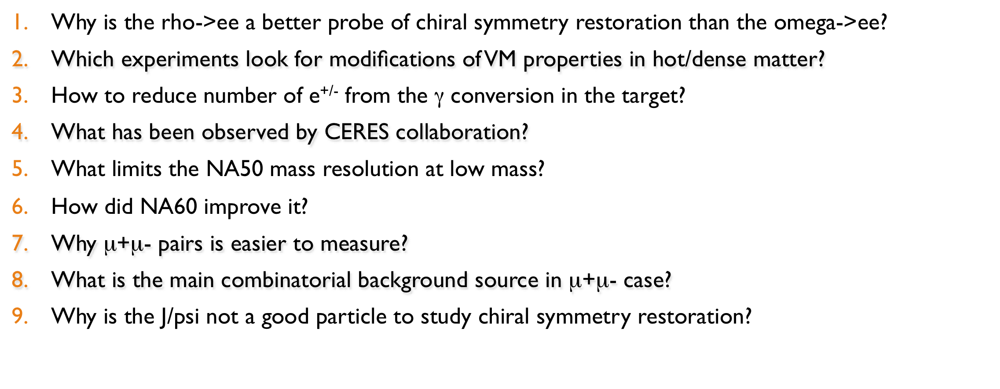 1. Why is the rho->ee a better probe of chiral symmetry restoration than the omega->ee?
2. Which experiments look for modifications of VM properties in hot/dense matter?
3. How to reduce number of e+/- from the γ conversion in the target?
4. What has been observed by CERES collaboration?
5. What limits the NA50 mass resolution at low mass?
6. How did NA60 improve it?
7. Why μ+μ- pairs is easier to measure?
8. What is the main combinatorial background source in μ+μ- case?
9. Why is the J/psi not a good particle to study chiral symmetry restoration?